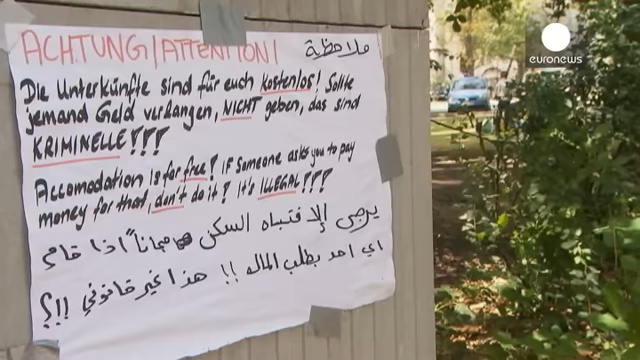 ACHTUNG/ATTENTION! ملاحظة
Die Unterkünfte sind für euch kostenlos! Sollte
jemand Geld verlangen, NICHT geben, das sind
KRIMINELLE!!!
Accomodation is for free! If someone asks you to pay
money for that, don't do it! It's ILLEGAL!!!
يرجى الإنتباه السكن مجاناً اذا قام
اي احد بطلب المال !! هذا غير قانوني !!؟
euronews